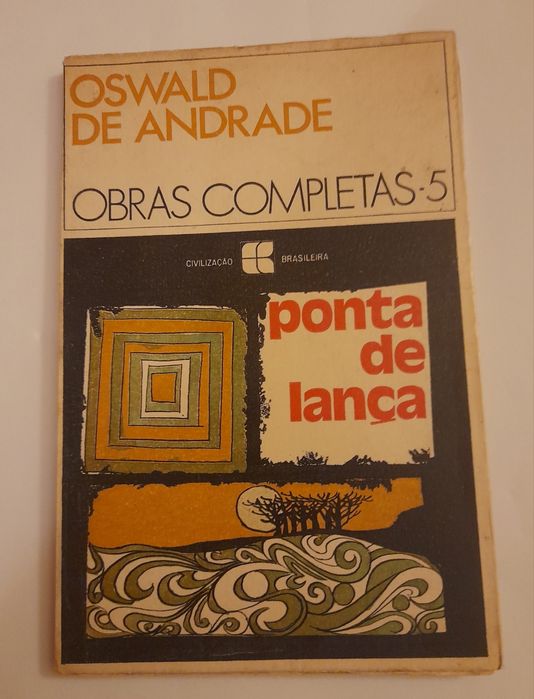 OSWALD
DE ANDRADE
OBRAS COMPLETAS-5
CIVILIZAÇÃO BRASILEIRA
ponta
de
lança